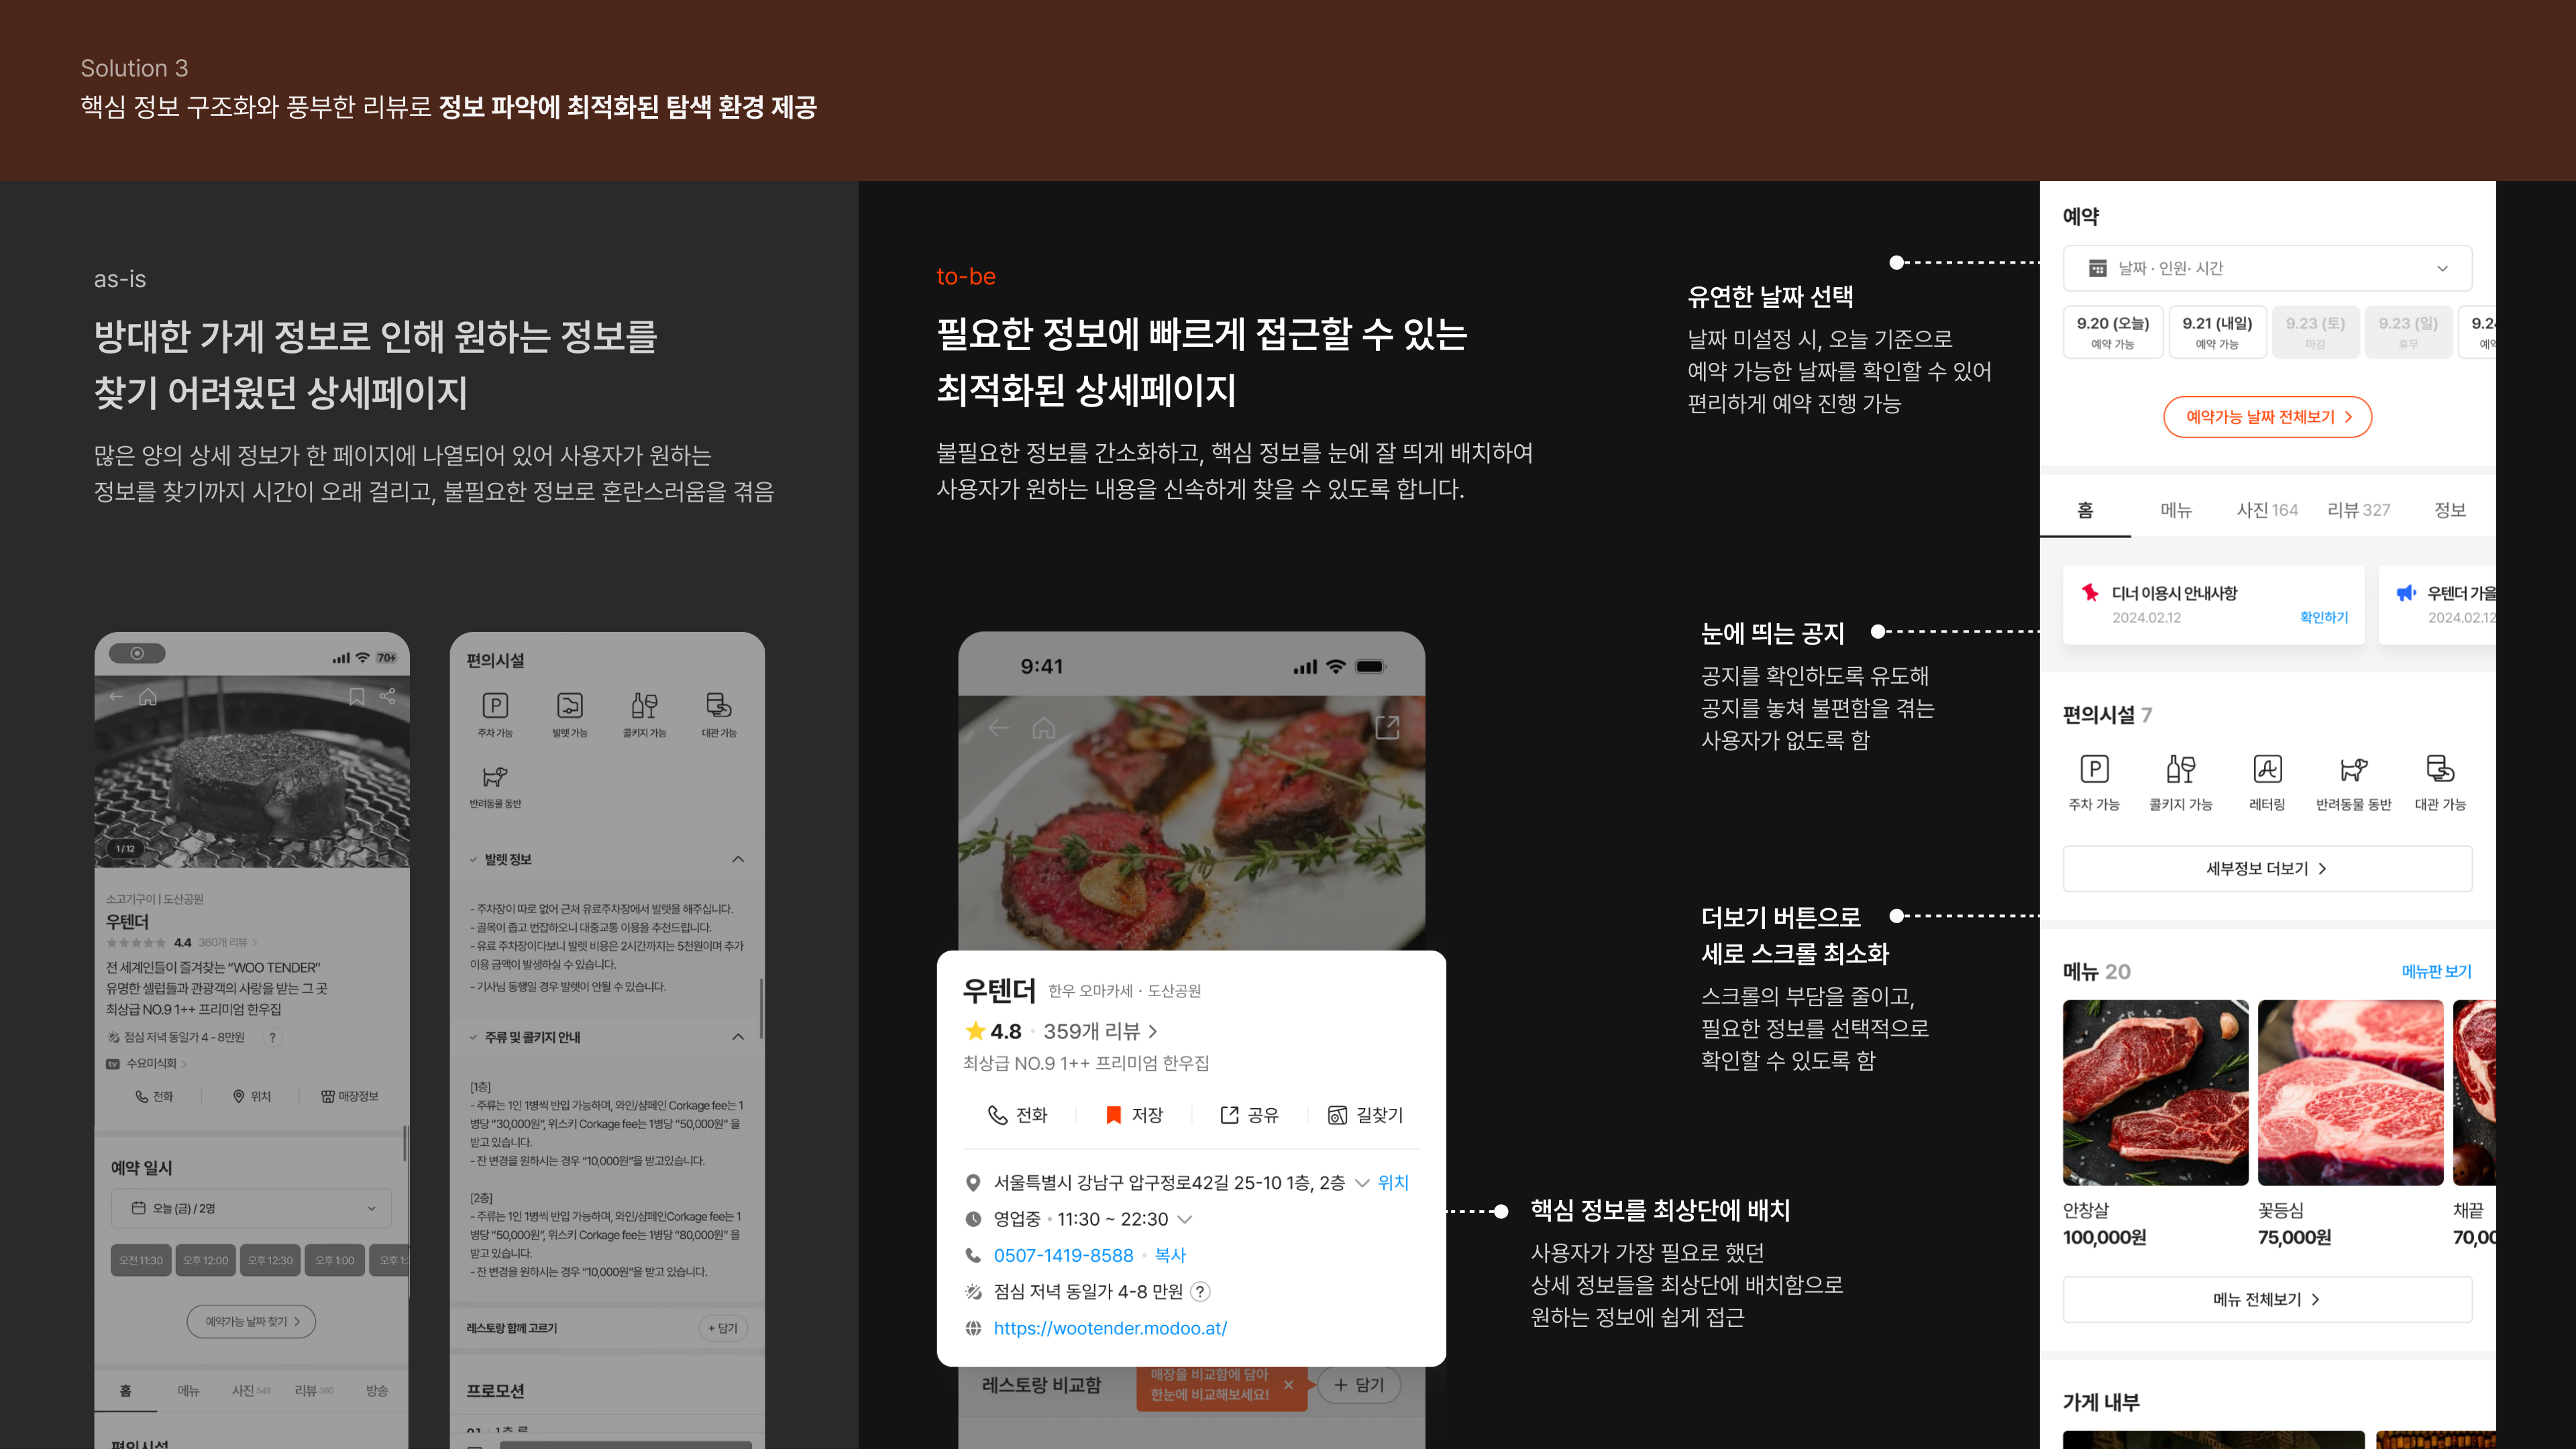 Solution 3
핵심 정보 구조화와 풍부한 리뷰로 정보 파악에 최적화된 탐색 환경 제공
as-is
방대한 가게 정보로 인해 원하는 정보를
찾기 어려웠던 상세페이지
많은 양의 상세 정보가 한 페이지에 나열되어 있어 사용자가 원하는
정보를 찾기까지 시간이 오래 걸리고, 불필요한 정보로 혼란스러움을 겪음
70
1/12
소고기구이 | 도산공원
우텐더
4.4 360개 리뷰
전 세계인들이 즐겨찾는 “WOO TENDER”
유명한 셀럽들과 관광객의 사랑을 받는 그 곳
최상급 NO.9 1++ 프리미엄 한우집
점심 저녁 동일가 4 - 8만원 ?
tv 수요미식회
전화 위치 매장정보
예약 일시
오늘 (금) / 2명
오전 11:30 오후 12:00 오후 12:30 오후 1:00 오후 1:
예약가능 날짜 찾기
홈 메뉴 사진 549 리뷰 360 방송
편의시설
편의시설
P
주차 가능 발렛 가능 콜키지 가능 대관 가능
반려동물 동반
발렛 정보
- 주차장이 따로 없어 근처 유료주차장에서 발렛을 해주십니다.
- 골목이 좁고 번잡하오니 대중교통 이용을 추천드립니다.
- 유료 주차장이다보니 발렛 비용은 2시간까지는 5천원이며 추가
이용 금액이 발생하실 수 있습니다.
- 기사님 동행일 경우 발렛이 안될 수 있습니다.
주류 및 콜키지 안내
[1층]
- 주류는 1인 1병씩 반입 가능하며, 와인/샴페인 Corkage fee는 1
병당 “30,000원”, 위스키 Corkage fee는 1병당 “50,000원” 을
받고 있습니다.
- 잔 변경을 원하시는 경우 “10,000원”을 받고있습니다.
[2층]
- 주류는 1인 1병씩 반입 가능하며, 와인/샴페인Corkage fee는 1
병당 “50,000원”, 위스키 Corkage fee는 1병당 “80,000원” 을
받고 있습니다.
- 잔 변경을 원하시는 경우 “10,000원”을 받고 있습니다.
레스토랑 함께 고르기 + 담기
프로모션
to-be
필요한 정보에 빠르게 접근할 수 있는
최적화된 상세페이지
불필요한 정보를 간소화하고, 핵심 정보를 눈에 잘 띄게 배치하여
사용자가 원하는 내용을 신속하게 찾을 수 있도록 합니다.
9:41
우텐더 한우 오마카세 · 도산공원
4.8 · 359개 리뷰
최상급 NO.9 1++ 프리미엄 한우집
전화 저장 공유 길찾기
서울특별시 강남구 압구정로42길 25-10 1층, 2층 위치
영업중 · 11:30 ~ 22:30
0507-1419-8588 · 복사
점심 저녁 동일가 4-8 만원 ?
https://wootender.modoo.at/
레스토랑 비교함
매장을 비교함에 담아
한눈에 비교해보세요!
+ 담기
유연한 날짜 선택
날짜 미설정 시, 오늘 기준으로
예약 가능한 날짜를 확인할 수 있어
편리하게 예약 진행 가능
눈에 띄는 공지
공지를 확인하도록 유도해
공지를 놓쳐 불편함을 겪는
사용자가 없도록 함
더보기 버튼으로
세로 스크롤 최소화
스크롤의 부담을 줄이고,
필요한 정보를 선택적으로
확인할 수 있도록 함
핵심 정보를 최상단에 배치
사용자가 가장 필요로 했던
상세 정보들을 최상단에 배치함으로
원하는 정보에 쉽게 접근
예약
날짜 · 인원· 시간
9.20 (오늘) 9.21 (내일) 9.23 (토) 9.23 (일) 9.24
예약 가능 예약 가능 마감 휴무
예약가능 날짜 전체보기
홈 메뉴 사진 164 리뷰 327 정보
디너 이용시 안내사항
2024.02.12 확인하기
우텐더 가을
2024.02.12
편의시설 7
P
주차 가능 콜키지 가능 레터링 반려동물 동반 대관 가능
세부정보 더보기
메뉴 20 메뉴판 보기
안창살 꽃등심 채끝
100,000원 75,000원 70,00
메뉴 전체보기
가게 내부